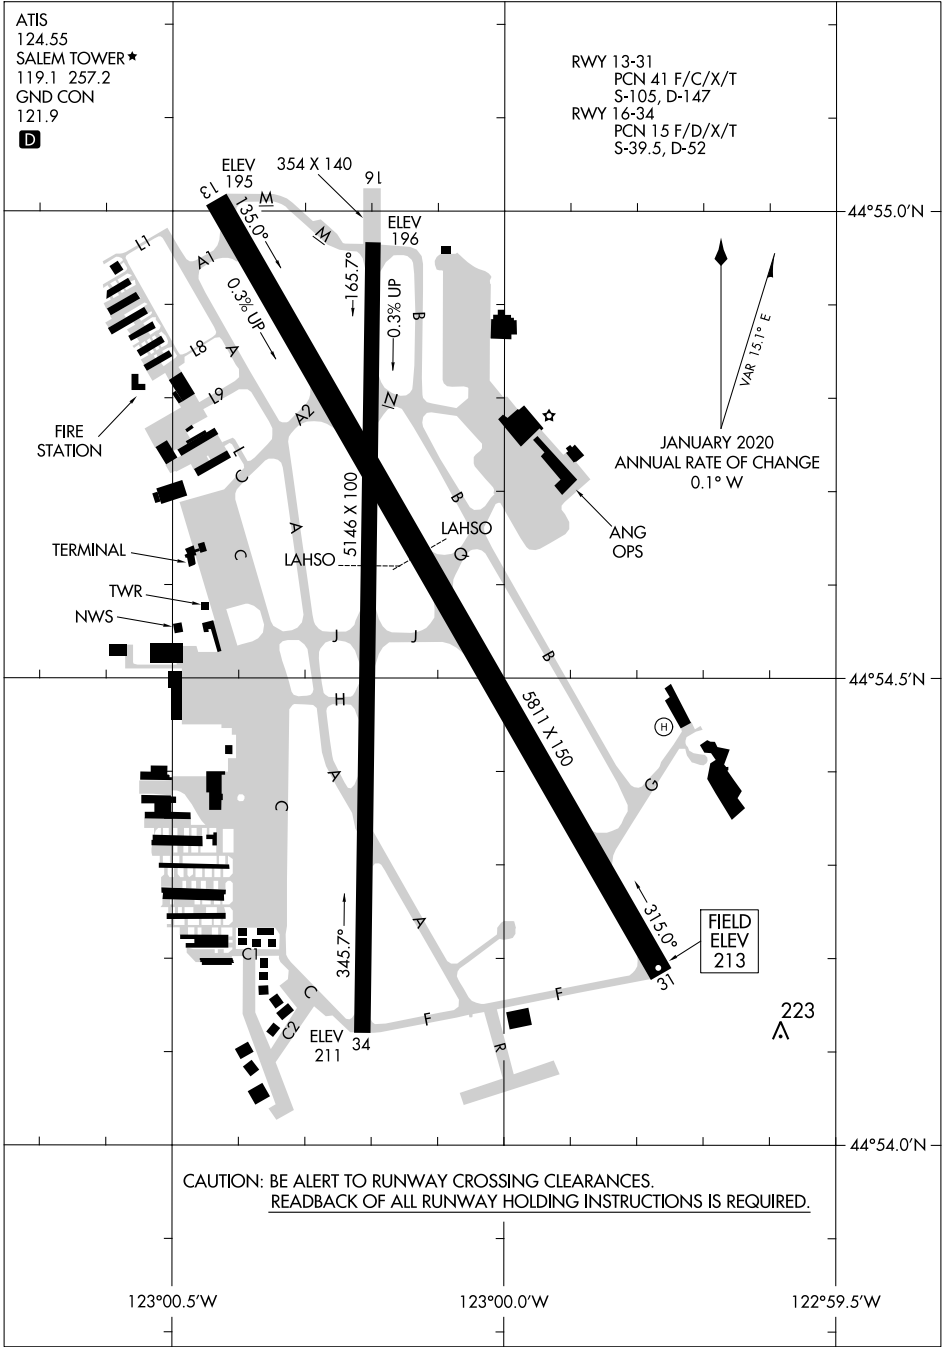 ATIS
124.55
SALEM TOWER★
119.1 257.2
GND CON
121.9
D
RWY 13-31
PCN 41 F/C/X/T
S-105, D-147
RWY 16-34
PCN 15 F/D/X/T
S-39.5, D-52
354 X 140
16
ELEV
195
13
M
M
ELEV
196
44°55.0'N
135.0°
165.7°
L1
A1
0.3% UP
0.3% UP
B
VAR 15.1° E
A
L8
L9
A2
N
FIRE
STATION
JANUARY 2020
ANNUAL RATE OF CHANGE
0.1° W
L
C
B
A
5146 X 100
LAHSO
LAHSO
Q
ANG
OPS
TERMINAL
C
TWR
NWS
J
J
B
44°54.5'N
H
5811 X 150
H
A
G
C
A
315.0°
FIELD
ELEV
213
345.7°
C1
31
C
F
F
C2
ELEV
211
34
R
223
44°54.0'N
CAUTION: BE ALERT TO RUNWAY CROSSING CLEARANCES.
READBACK OF ALL RUNWAY HOLDING INSTRUCTIONS IS REQUIRED.
123°00.5'W
123°00.0'W
122°59.5'W